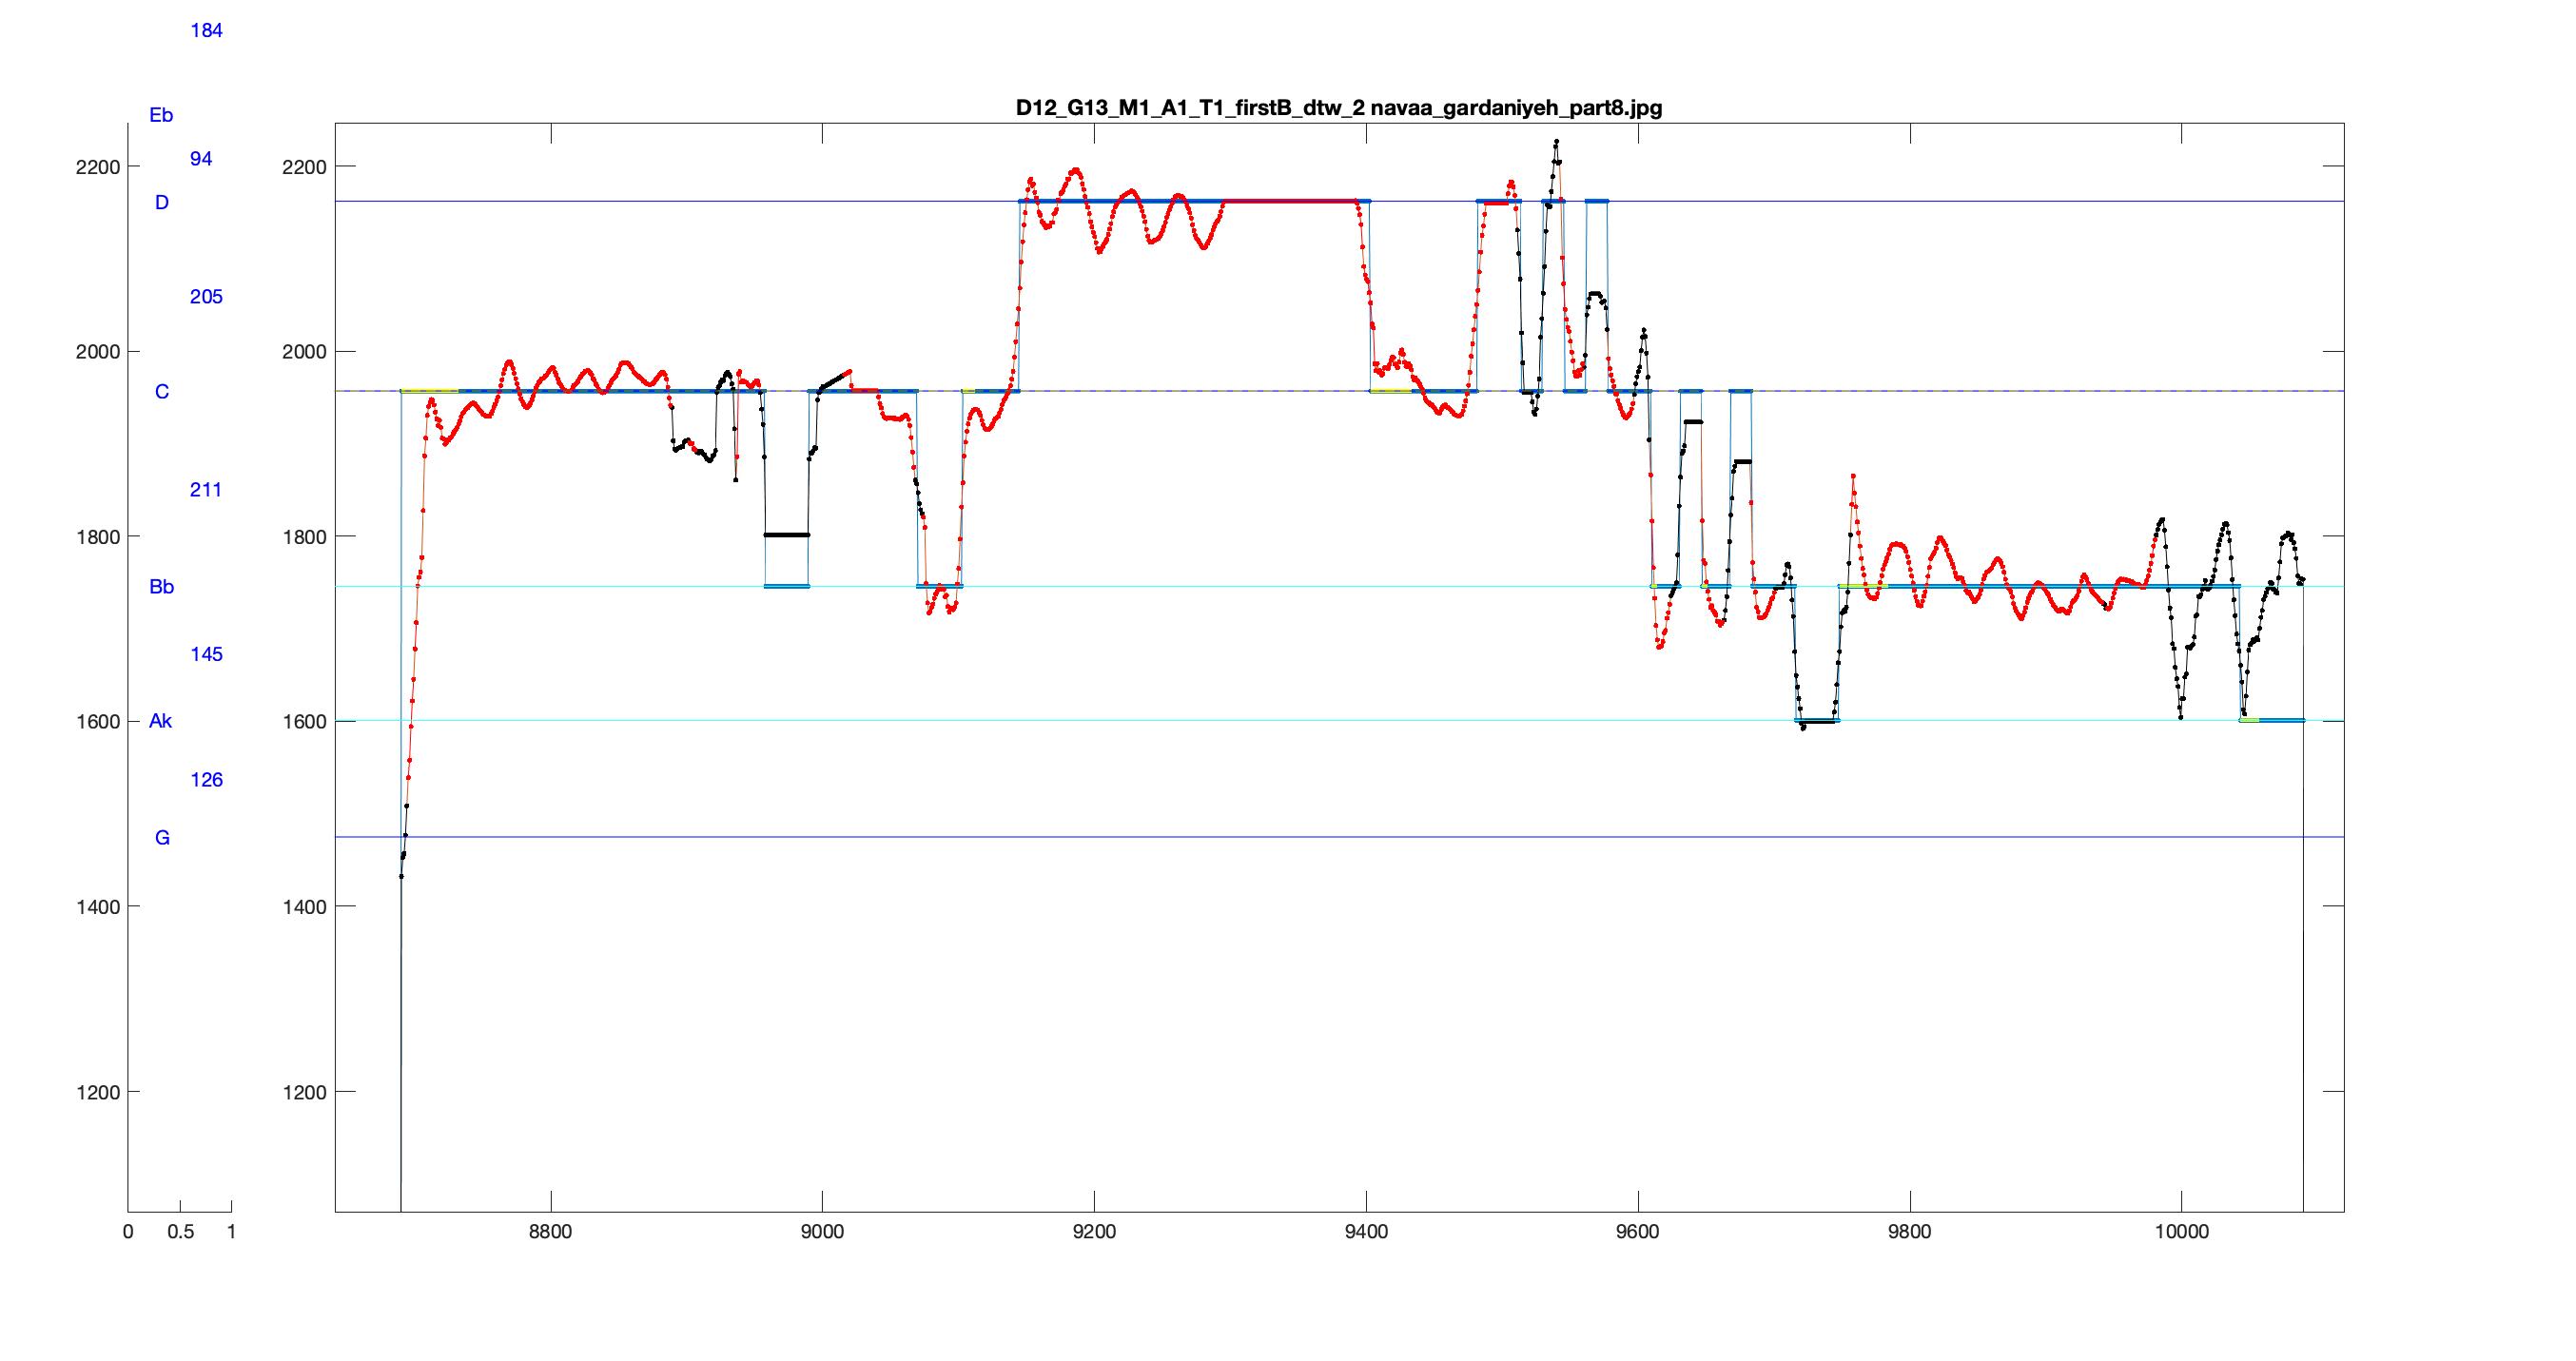 184
D12_G13_M1_A1_T1_firstB_dtw_2 navaa_gardaniyeh_part8.jpg
Eb
94
2200 2200
D
205
2000 2000
C
211
1800 1800
Bb
145
1600 Ak 1600
126
G
1400 1400
1200 1200
0 0.5 1 8800 9000 9200 9400 9600 9800 10000